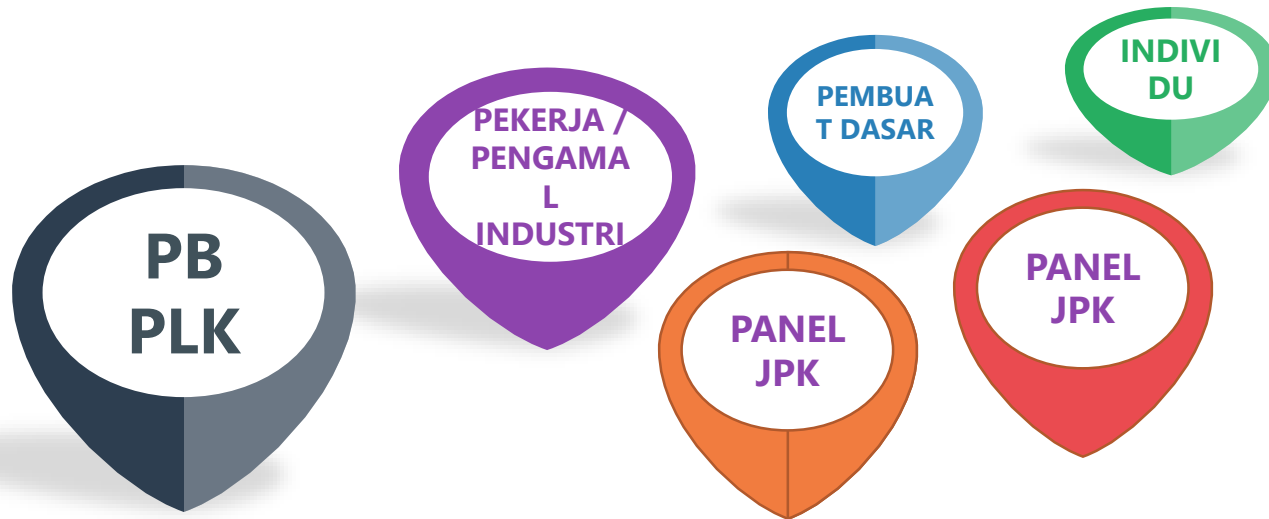 PB
PLK
PEKERJA /
PENGAMA
L
INDUSTRI
PEMBUA
T DASAR
INDIVI
DU
PANEL
JPK
PANEL
JPK